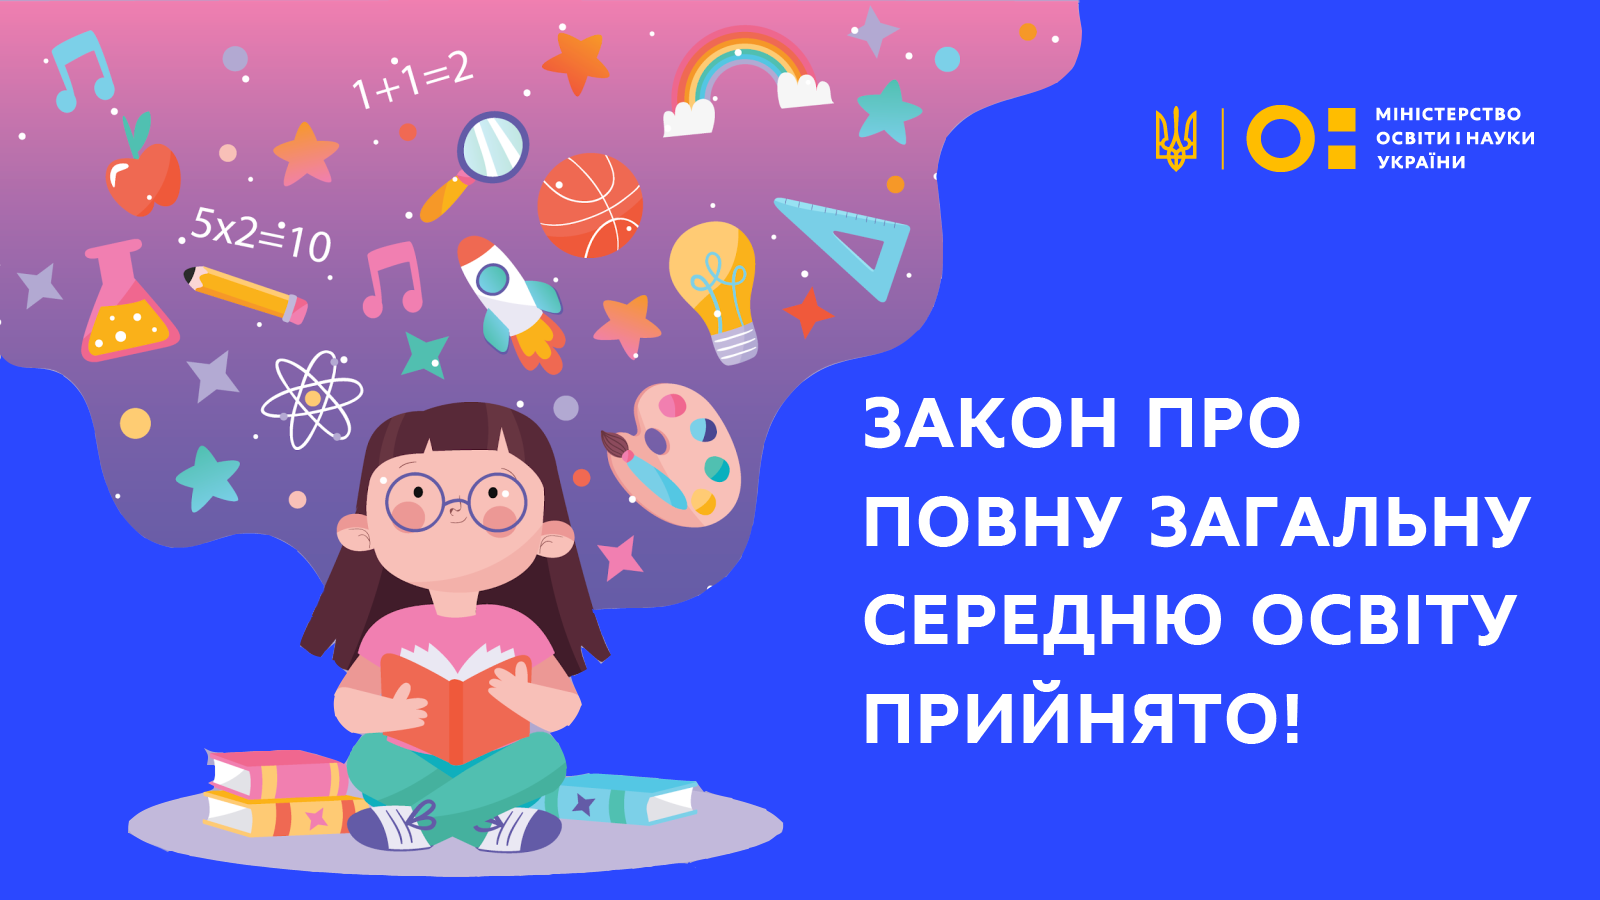 1+1=2
5x2=10
МІНІСТЕРСТВО
ОСВІТИ І НАУКИ
УКРАЇНИ
ЗАКОН ПРО
ПОВНУ ЗАГАЛЬНУ
СЕРЕДНЮ ОСВІТУ
ПРИЙНЯТО!